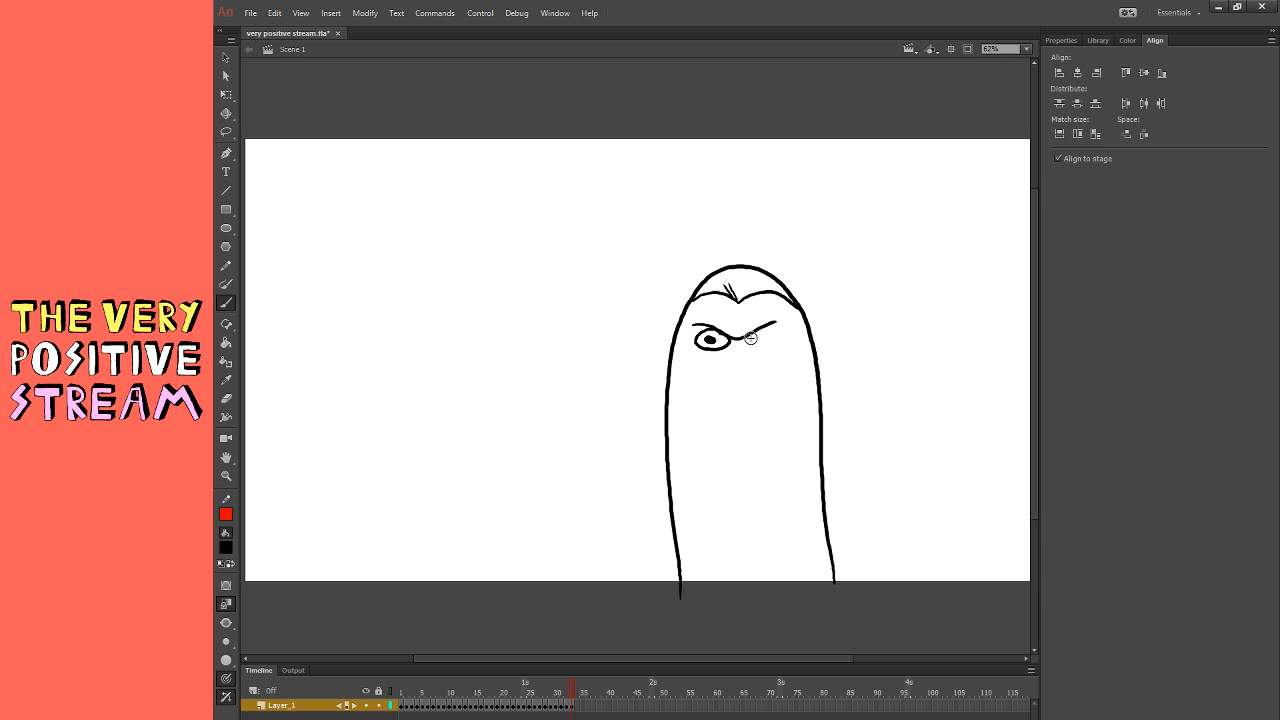 An File Edit View Insert Modify Text Commands Control Debug Window Help Essentials
very positive stream.fla*
Scene 1
62%
Properties Library Color Align
Align:
Distribute:
Match size: Space:
Align to stage
THE VERY
POSITIVE
STREAM
Timeline Output
Off
1s 2s 3s 4s
1 5 10 15 20 25 30 35 40 45 50 55 60 65 70 75 80 85 90 95 100 105 110 115
Layer_1